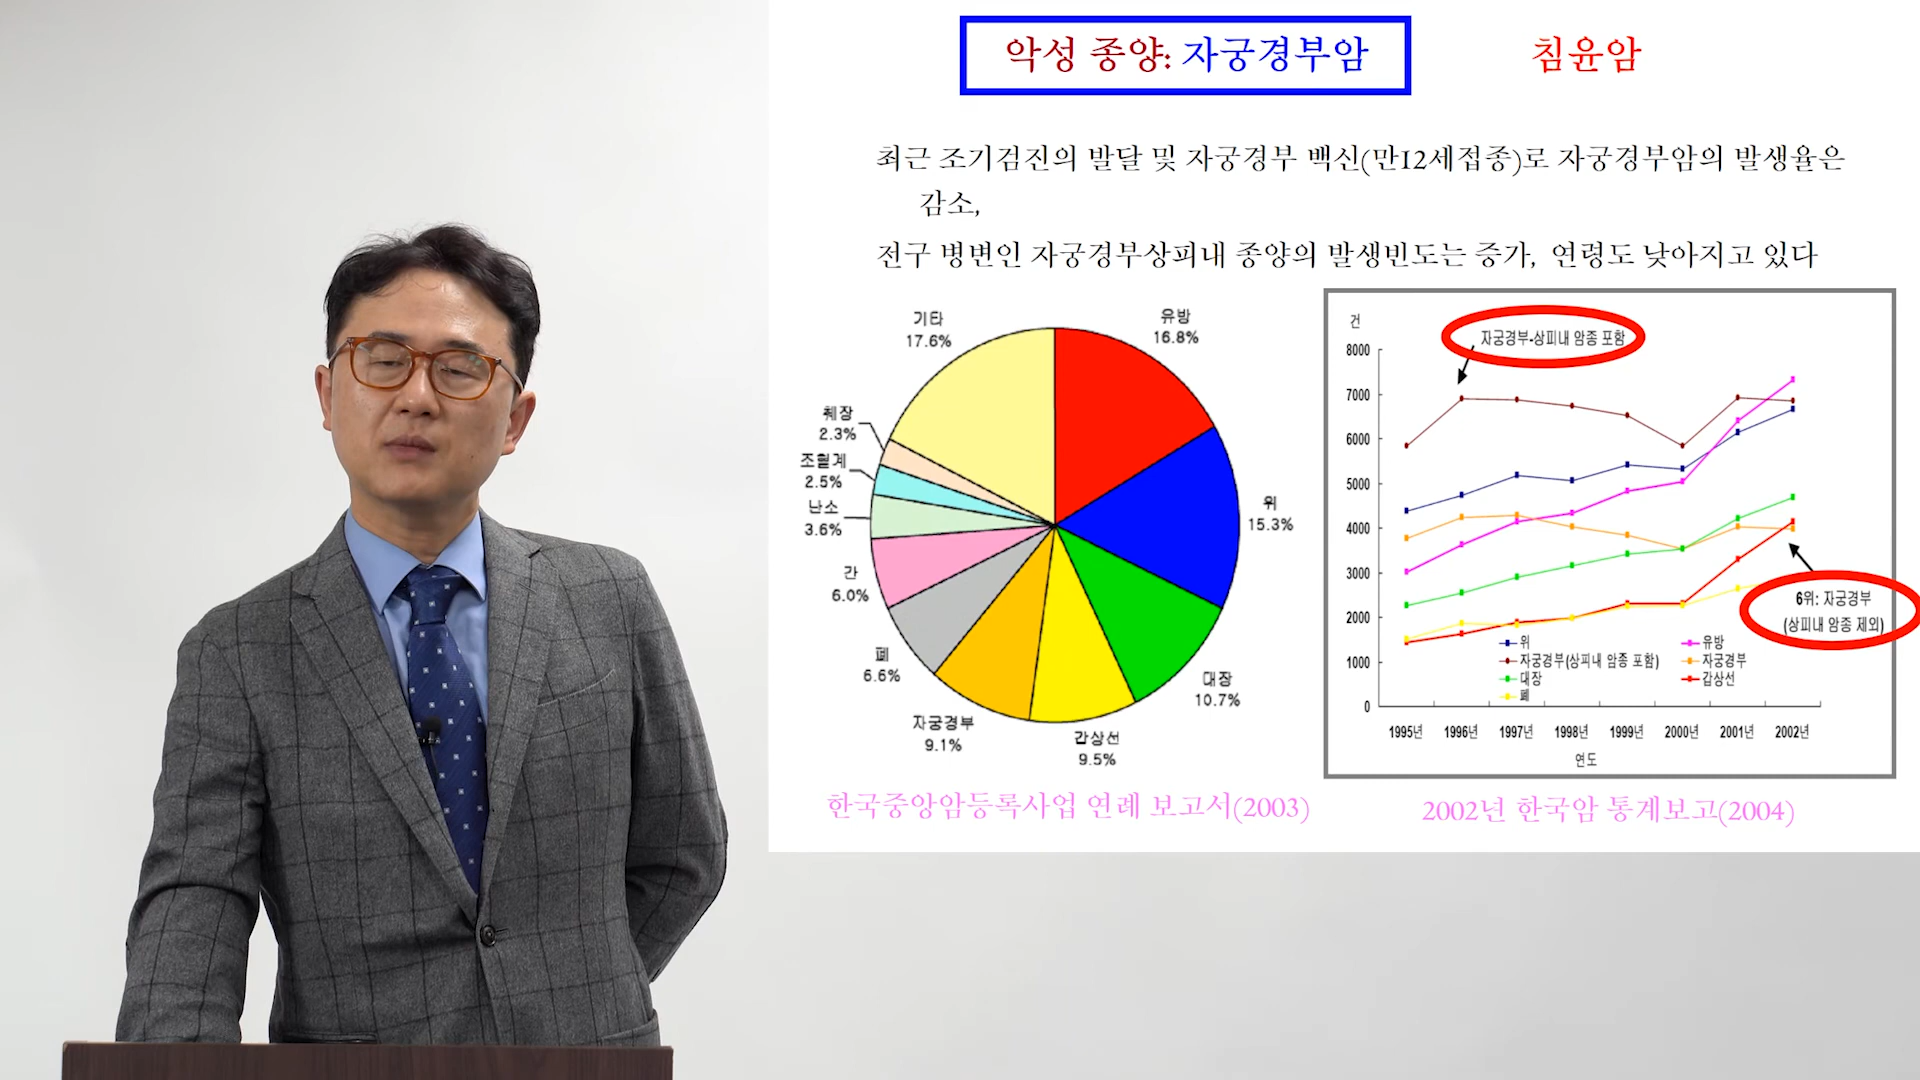 악성 종양: 자궁경부암
침윤암
최근 조기검진의 발달 및 자궁경부 백신(만12세접종)로 자궁경부암의 발생율은
감소,
전구 병변인 자궁경부상피내 종양의 발생빈도는 증가, 연령도 낮아지고 있다
기타
17.6%
유방
16.8%
췌장
2.3%
조혈계
2.5%
난소
3.6%
간
6.0%
폐
6.6%
자궁경부
9.1%
갑상선
9.5%
대장
10.7%
위
15.3%
한국중앙암등록사업 연례 보고서(2003)
건
자궁경부-상피내 암종 포함
8000
7000
6000
5000
4000
3000
2000
1000
0
6위: 자궁경부
(상피내 암종 제외)
위
유방
자궁경부(상피내 암종 포함)
자궁경부
대장
갑상선
폐
1995년 1996년 1997년 1998년 1999년 2000년 2001년 2002년
연도
2002년 한국암 통계보고(2004)